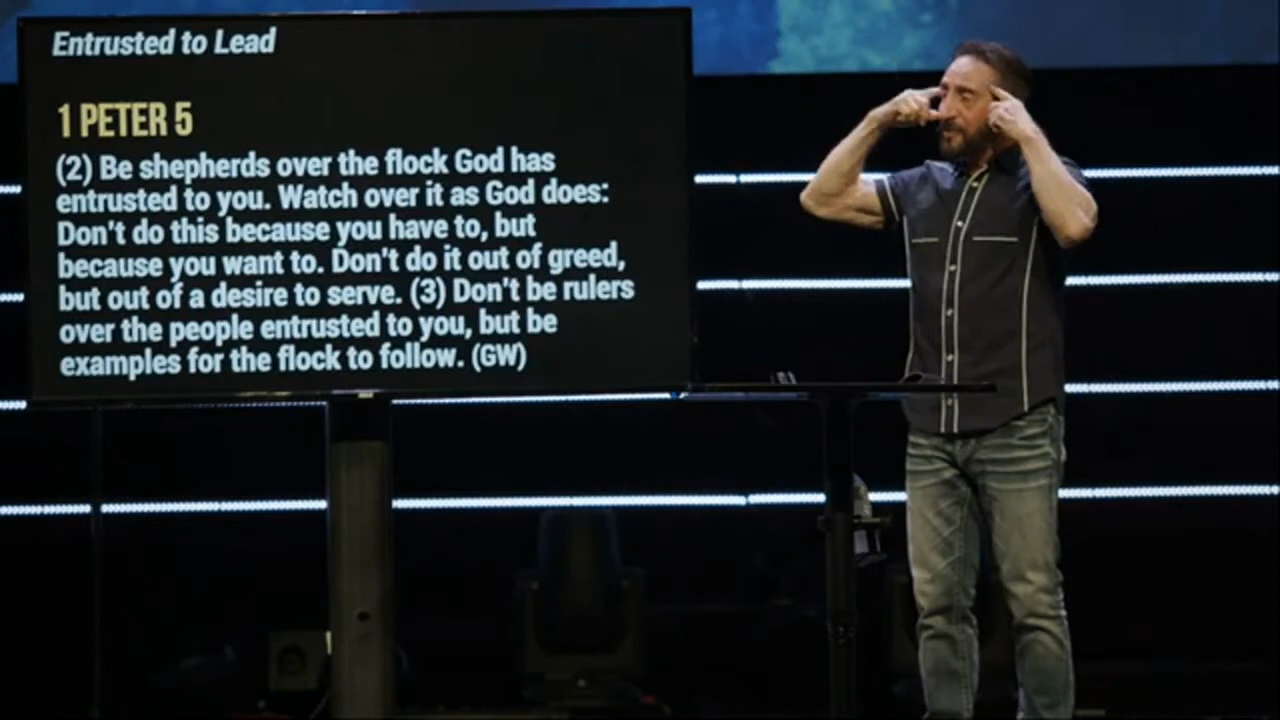 Entrusted to Lead
1 PETER 5
(2) Be shepherds over the flock God has
entrusted to you. Watch over it as God does:
Don't do this because you have to, but
because you want to. Don't do it out of greed,
but out of a desire to serve. (3) Don't be rulers
over the people entrusted to you, but be
examples for the flock to follow. (GW)